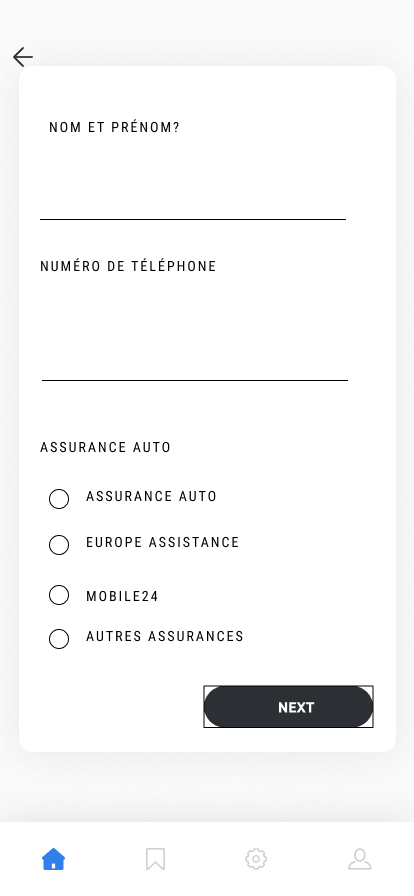 NOM ET PRÉNOM?
NUMÉRO DE TÉLÉPHONE
ASSURANCE AUTO
ASSURANCE AUTO
EUROPE ASSISTANCE
MOBILE24
AUTRES ASSURANCES
NEXT